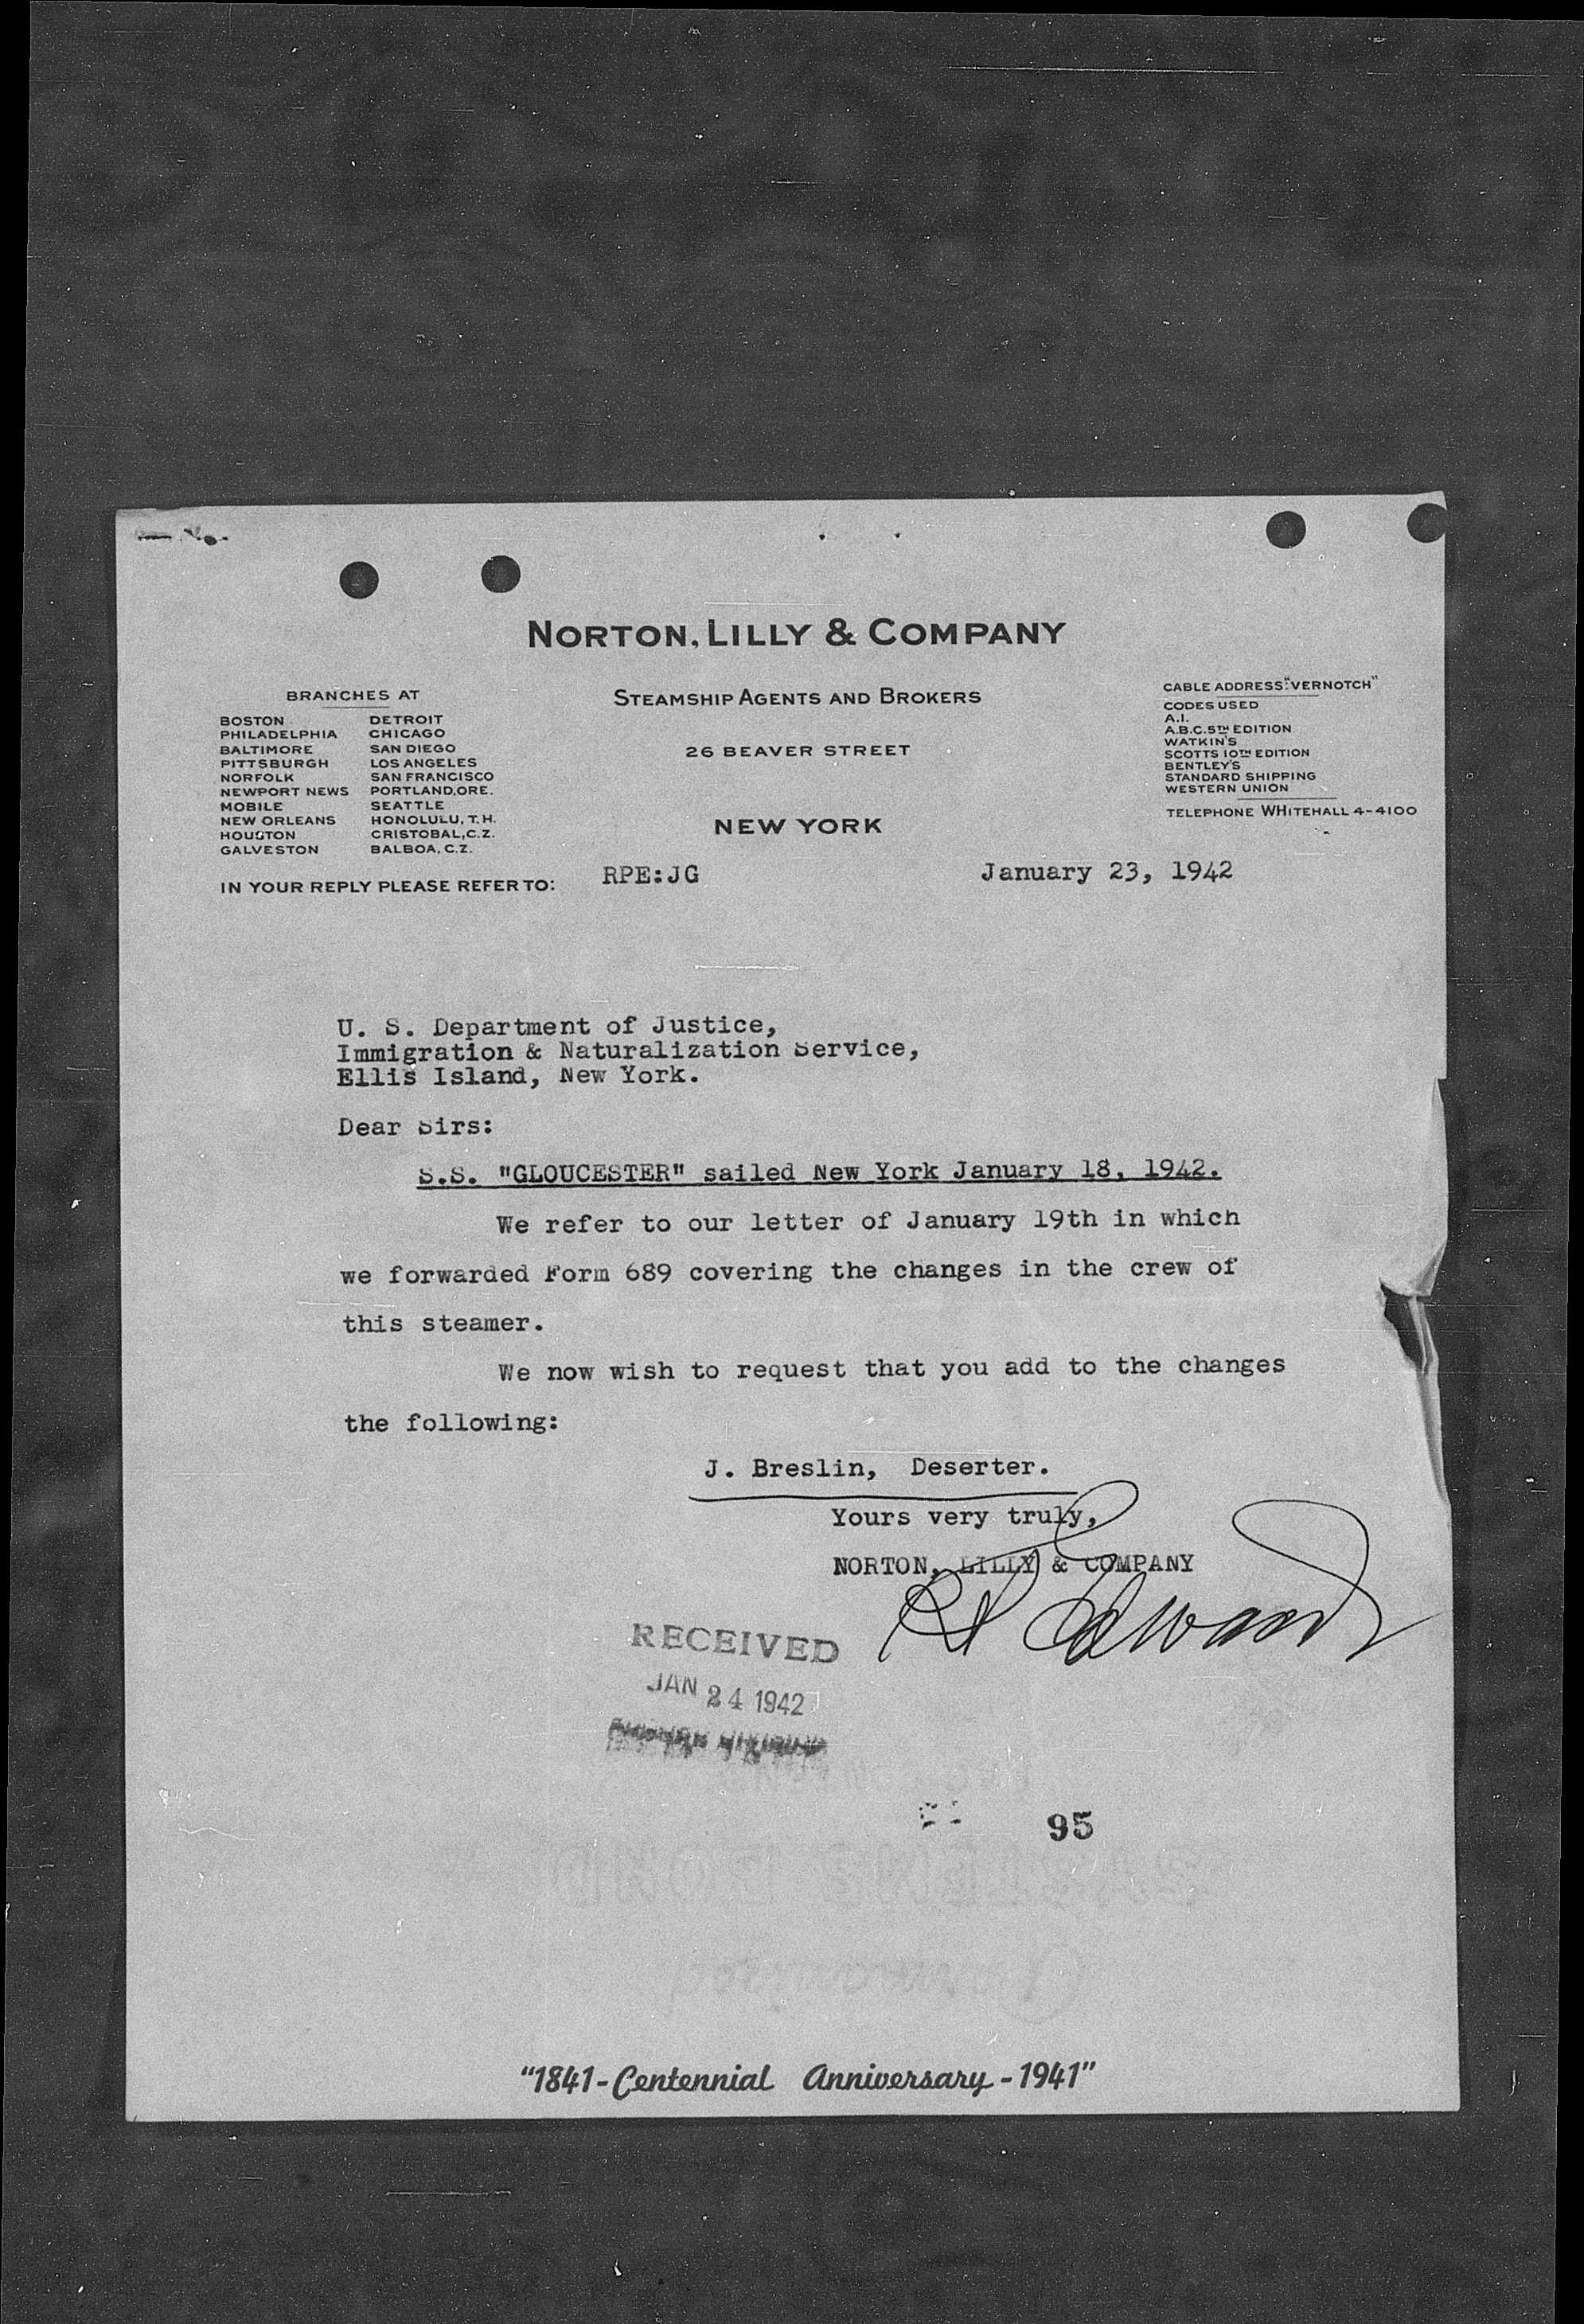 NORTON, LILLY & COMPANY
STEAMSHIP AGENTS AND BROKERS
26 BEAVER STREET
NEW YORK
BRANCHES AT
BOSTON DETROIT
PHILADELPHIA CHICAGO
BALTIMORE SAN DIEGO
PITTSBURGH LOS ANGELES
NORFOLK SAN FRANCISCO
NEWPORT NEWS PORTLAND, ORE.
MOBILE SEATTLE
NEW ORLEANS HONOLULU, T.H.
HOUSTON CRISTOBAL, C.Z.
GALVESTON BALBOA, C.Z.
CABLE ADDRESS: "VERNOTCH"
CODES USED
A.I.
A.B.C. 5TH EDITION
WATKIN'S
SCOTTS 10TH EDITION
BENTLEY'S
STANDARD SHIPPING
WESTERN UNION
TELEPHONE WHITEHALL 4-4100
IN YOUR REPLY PLEASE REFER TO: RPE:JG January 23, 1942
U. S. Department of Justice,
Immigration & Naturalization Service,
Ellis Island, New York.
Dear Sirs:
S.S. "GLOUCESTER" sailed New York January 18, 1942.
We refer to our letter of January 19th in which
we forwarded Form 689 covering the changes in the crew of
this steamer.
We now wish to request that you add to the changes
the following:
J. Breslin, Deserter.
Yours very truly,
NORTON, LILLY & COMPANY
RECEIVED
JAN 24 1942
95
"1841-Centennial Anniversary-1941"